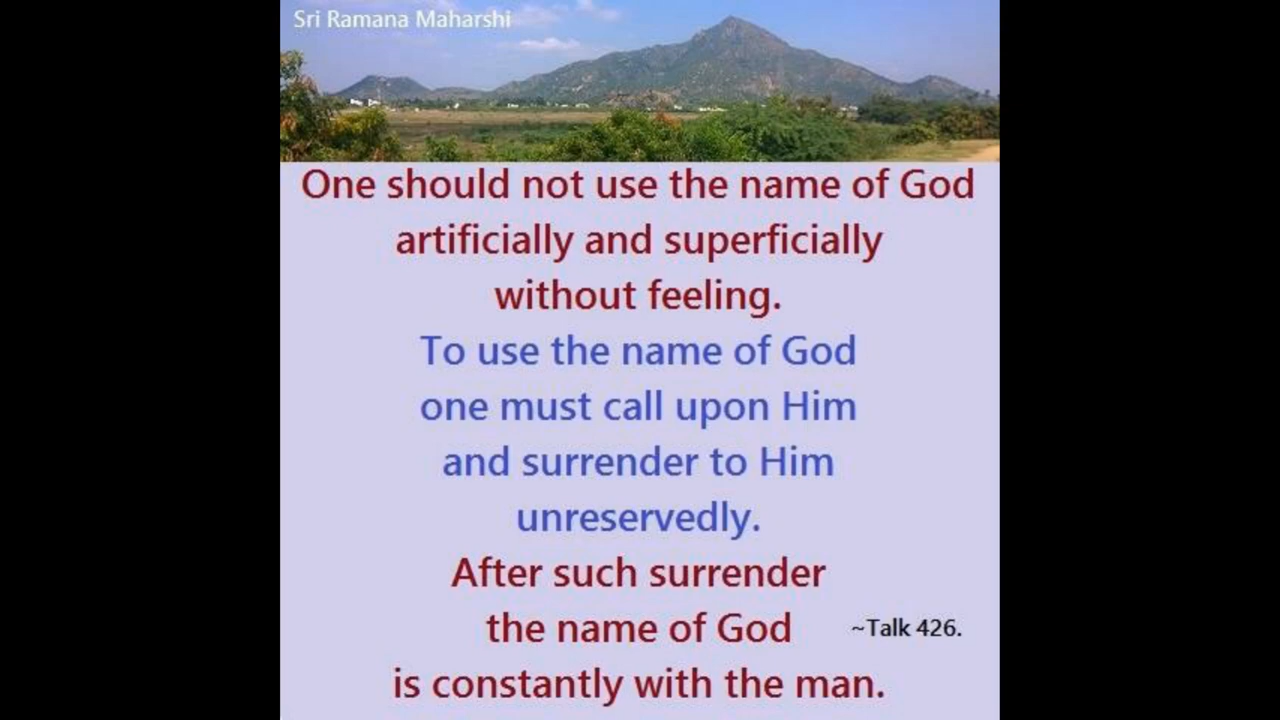 Sri Ramana Maharshi
One should not use the name of God
artificially and superficially
without feeling.
To use the name of God
one must call upon Him
and surrender to Him
unreservedly.
After such surrender
the name of God
~Talk 426.
is constantly with the man.